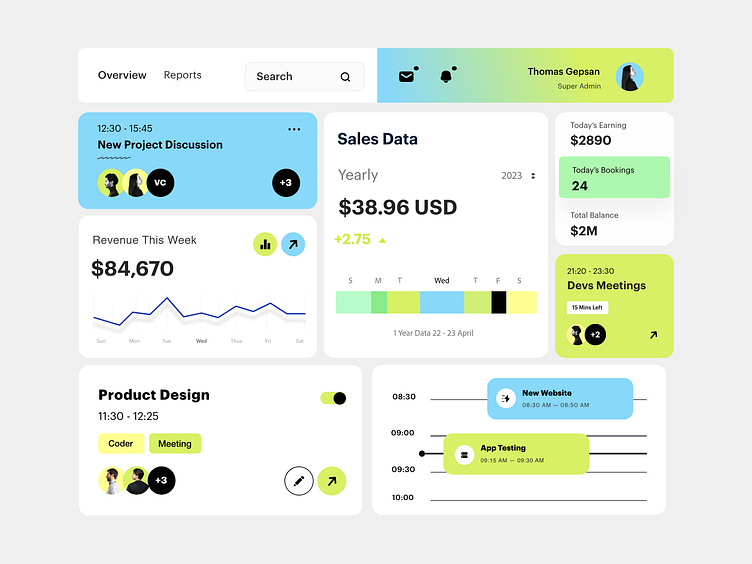 Overview
Reports
Search
Thomas Gepsan
Super Admin
12:30 - 15:45
New Project Discussion
VC
+3
Revenue This Week
$84,670
Sun Mon Tue Wed Thus Fri Sat
Sales Data
Yearly
2023
$38.96 USD
+2.75
S M T Wed T F S
1 Year Data 22 - 23 April
Today's Earning
$2890
Today's Bookings
24
Total Balance
$2M
21:20 - 23:30
Devs Meetings
15 Mins Left
+2
Product Design
11:30 - 12:25
Coder
Meeting
+3
08:30
New Website
08:30 AM — 08:50 AM
09:00
App Testing
09:15 AM — 09:30 AM
09:30
10:00